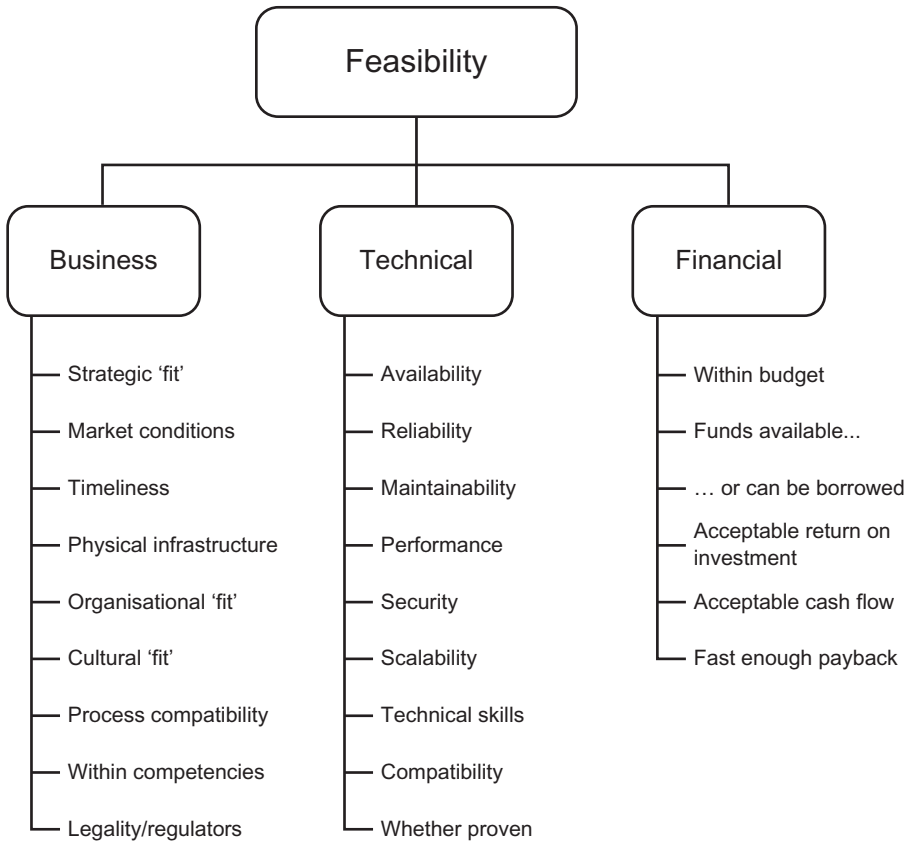 Feasibility
Business
Strategic ‘fit’
Market conditions
Timeliness
Physical infrastructure
Organisational ‘fit’
Cultural ‘fit’
Process compatibility
Within competencies
Legality/regulators
Technical
Availability
Reliability
Maintainability
Performance
Security
Scalability
Technical skills
Compatibility
Whether proven
Financial
Within budget
Funds available...
… or can be borrowed
Acceptable return on
investment
Acceptable cash flow
Fast enough payback